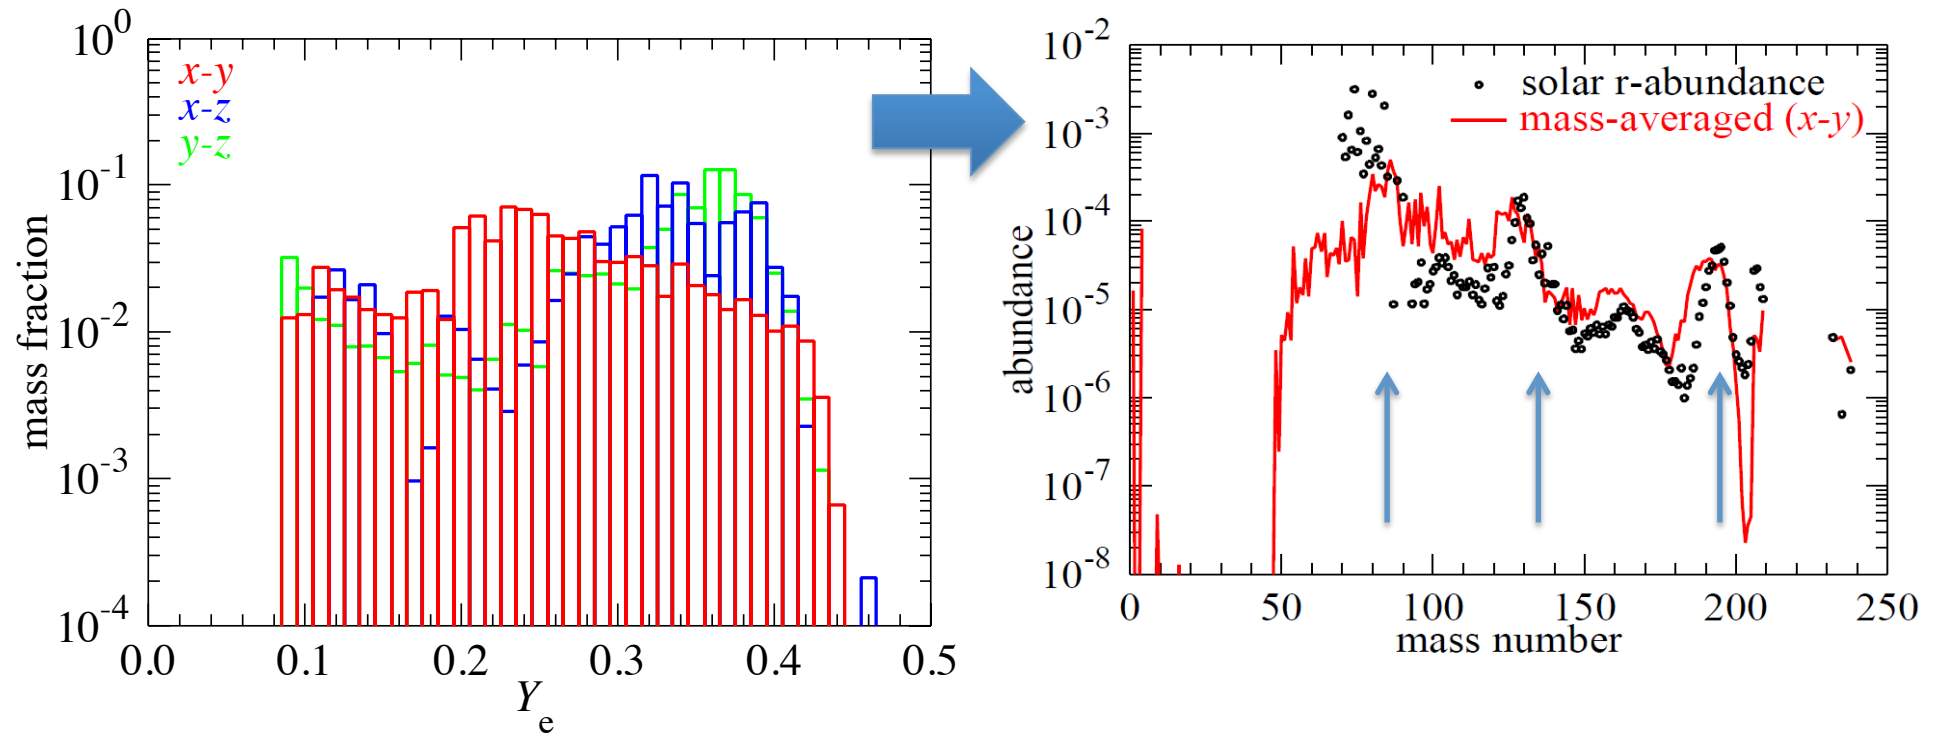 10^0
10^-1
10^-2
10^-3
10^-4
mass fraction
x-y
x-z
y-z
0.0 0.1 0.2 0.3 0.4 0.5
Y_e
10^-2
10^-3
10^-4
10^-5
10^-6
10^-7
10^-8
abundance
solar r-abundance
mass-averaged (x-y)
0 50 100 150 200 250
mass number